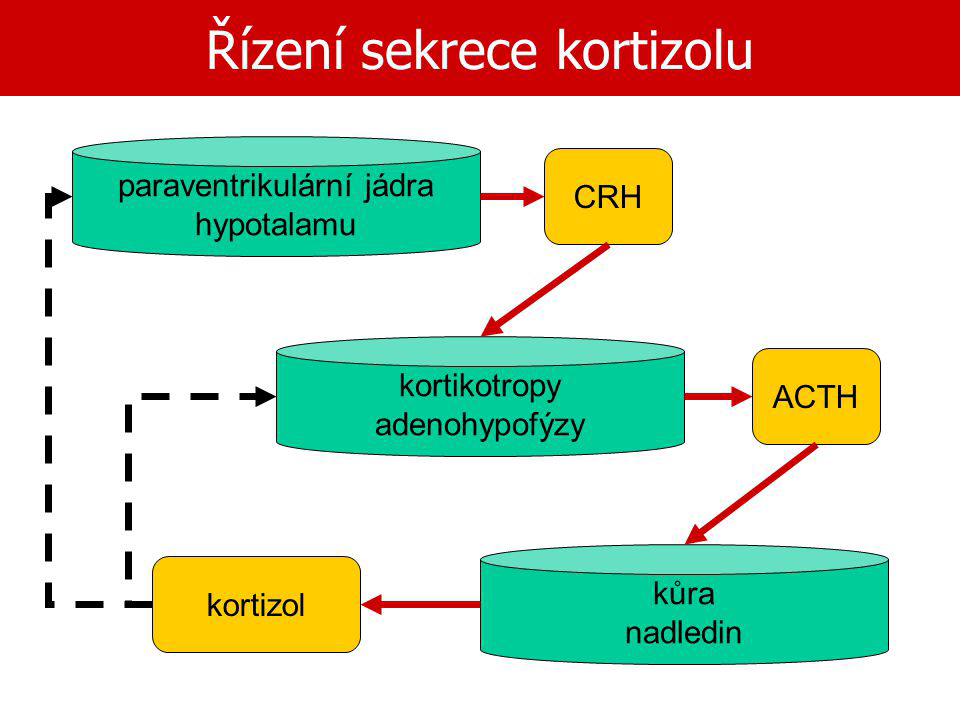 Řízení sekrece kortizolu
paraventrikulární jádra
hypotalamu
CRH
kortikotropy
adenohypofýzy
ACTH
kůra
nadledin
kortizol